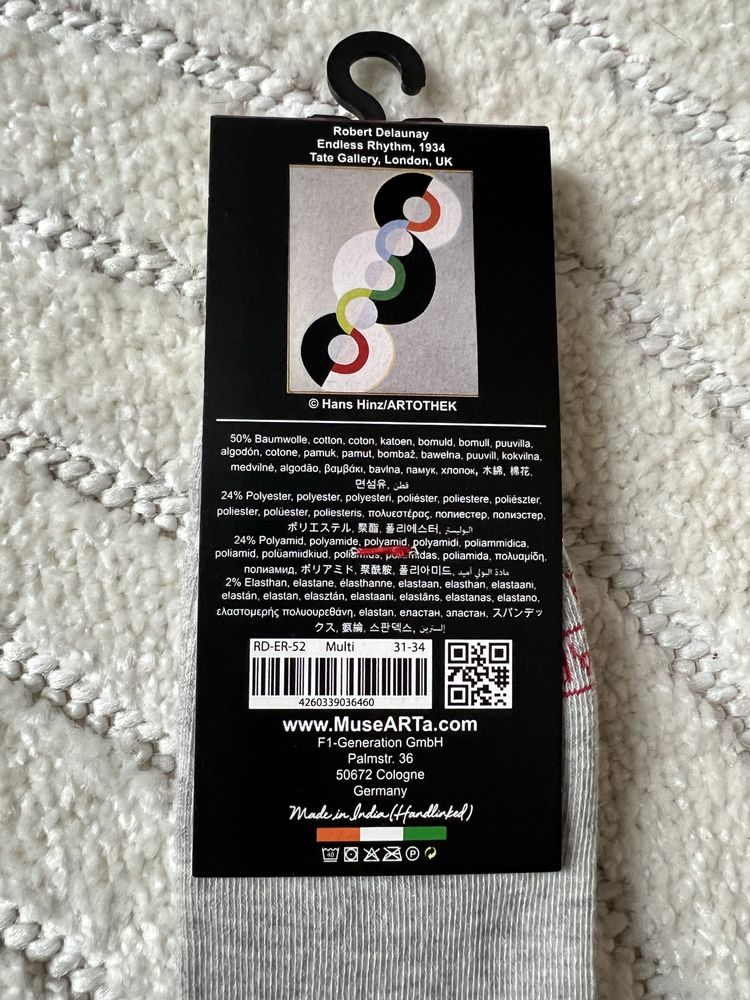 Robert Delaunay
Endless Rhythm, 1934
Tate Gallery, London, UK
© Hans Hinz/ARTOTHEK
50% Baumwolle, cotton, coton, katoen, bomuld, bomull, puuvilla,
algodón, cotone, pamuk, pamut, bombaž, bawełna, puuvill, kokvilna,
medvilné, algodão, βαμβάκι, bavlna, памук, хлопок, 木綿, 棉花,
면섬유, قطن
24% Polyester, polyester, polyesteri, poliéster, poliestere, poliészter,
poliester, polüester, poliesteris, πολυεστέρας, полиестер, полиэстер,
ポリエステル, 聚酯, 폴리에스터, البوليستر
24% Polyamid, polyamide, polyamid, polyamidi, poliammidica,
poliamid, polüamiidkiud, poliamida, πολυαμίδη,
полиамид, ポリアミド, 聚酰胺, 폴리아미드, مادة البولي أميد
2% Elasthan, elastane, élasthanne, elastaan, elasthan, elastaani,
elastán, elastan, elasztán, elastaani, elastāns, elastanas, elastano,
ελαστομερής πολυουρεθάνη, elastan, еластан, эластан, スパンデッ
クス, 氨綸, 스판덱스, إلسترين
RD-ER-52 Multi 31-34
4260339036460
www.MuseARTa.com
F1-Generation GmbH
Palmstr. 36
50672 Cologne
Germany
Made in India (Handlinked)
40
P